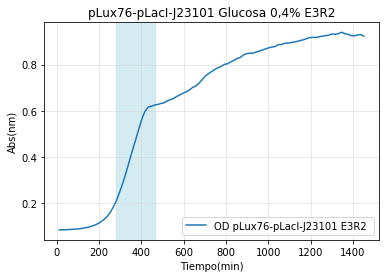 pLux76-pLacI-J23101 Glucosa 0,4% E3R2
Abs(nm)
0.8
0.6
0.4
0.2
OD pLux76-pLacI-J23101 E3R2
0 200 400 600 800 1000 1200 1400
Tiempo(min)